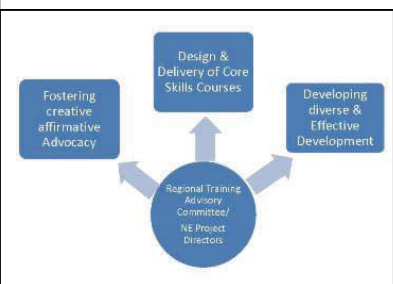 Design &
Delivery of Core
Skills Courses
Fostering
creative
affirmative
Advocacy
Developing
diverse &
Effective
Development
Regional Training
Advisory
Committee/
NE Project
Directors